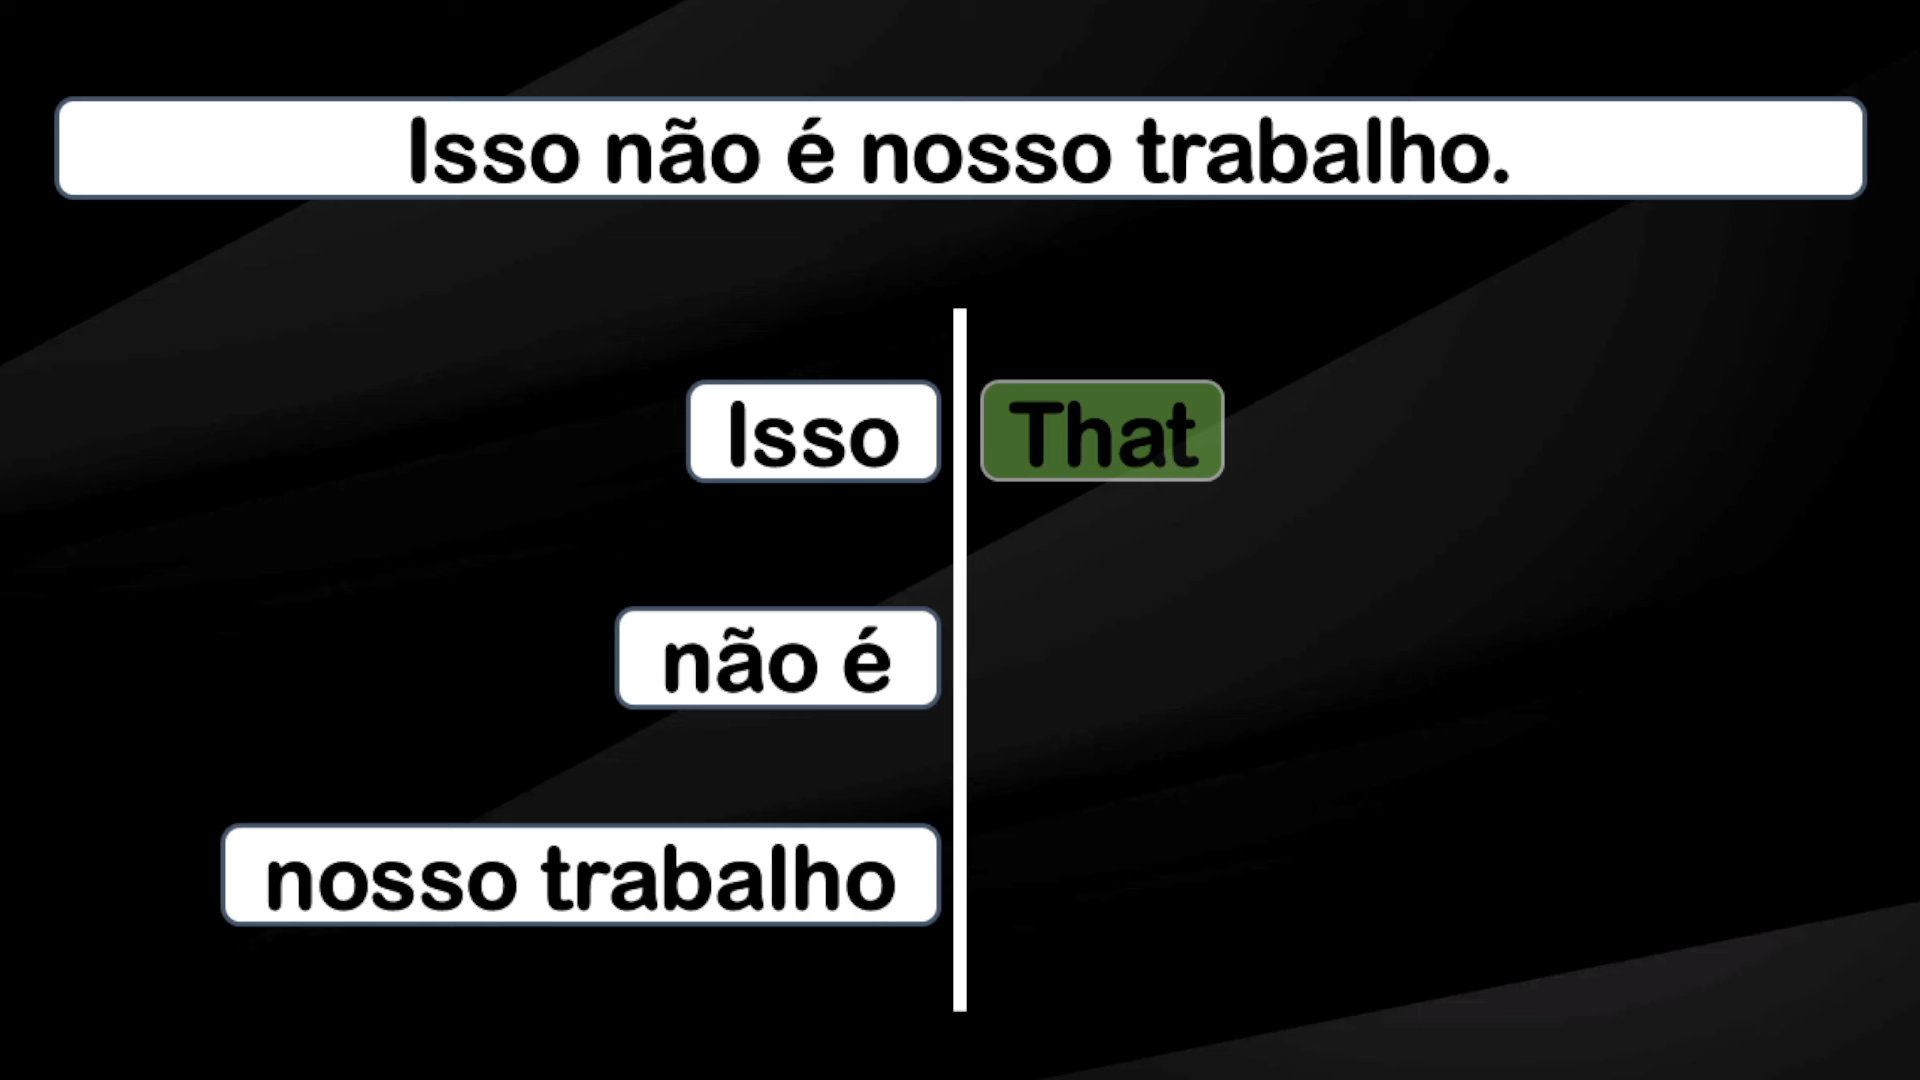 Isso não é nosso trabalho.
Isso
That
não é
nosso trabalho